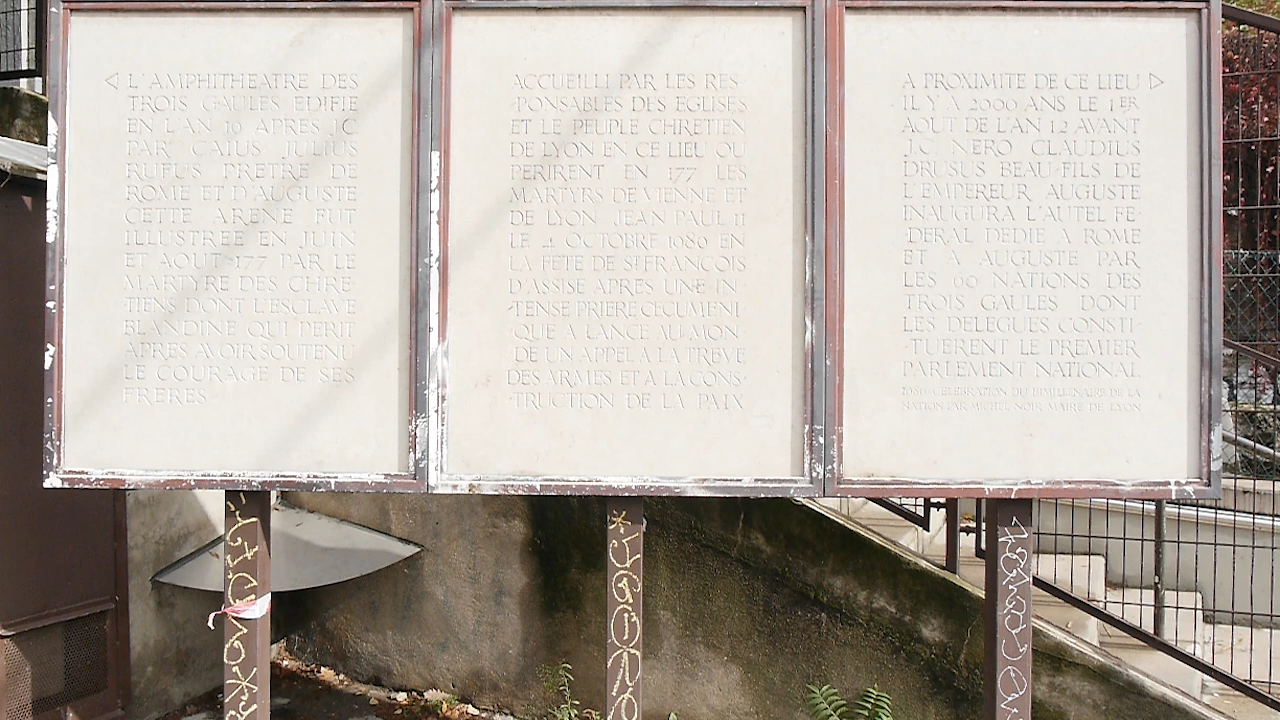 ◁ L'AMPHITHEATRE DES
TROIS GAULES EDIFIE
EN L'AN 19 APRES J.C
PAR CAIUS JULIUS
RUFUS PRETRE DE
ROME ET D'AUGUSTE
CETTE ARENE FUT
ILLUSTREE EN JUIN
ET AOUT 177 PAR LE
MARTYRE DES CHRE-
TIENS DONT L'ESCLAVE
BLANDINE QUI PERIT
APRES AVOIR SOUTENU
LE COURAGE DE SES
FRERES
ACCUEILLI PAR LES RES-
PONSABLES DES EGLISES
ET LE PEUPLE CHRETIEN
DE LYON EN CE LIEU OU
PERIRENT EN 177 LES
MARTYRS DE VIENNE ET
DE LYON JEAN PAUL II
LE 4 OCTOBRE 1986 EN
LA FETE DE ST FRANCOIS
D'ASSISE APRES UNE IN-
TENSE PRIERE OECUMENI
QUE A LANCE AU MON-
DE UN APPEL A LA TREVE
DES ARMES ET A LA CONS-
TRUCTION DE LA PAIX
A PROXIMITE DE CE LIEU ▷
IL Y A 2000 ANS LE 1ER
AOUT DE L'AN 12 AVANT
J.C NERO CLAUDIUS
DRUSUS BEAU-FILS DE
L'EMPEREUR AUGUSTE
INAUGURA L'AUTEL FE-
DERAL DEDIE A ROME
ET A AUGUSTE PAR
LES 60 NATIONS DES
TROIS GAULES DONT
LES DELEGUES CONSTI-
TUERENT LE PREMIER
PARLEMENT NATIONAL
CELEBRATION DU BIMILLENAIRE DE LA
NATION PAR MICHEL NOIR MAIRE DE LYON